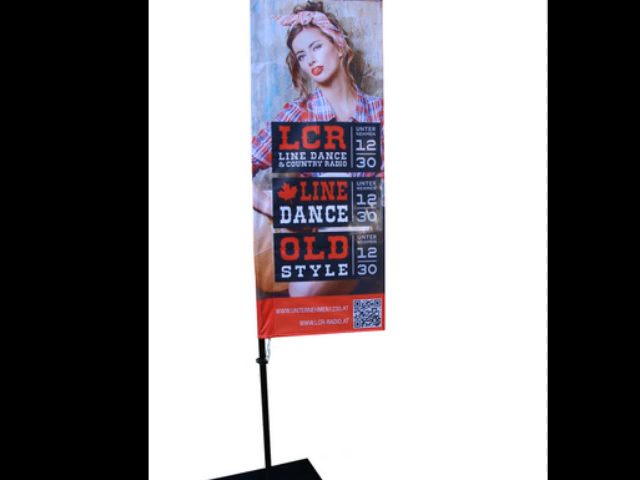 LCR
LINE DANCE
& COUNTRY RADIO
UNTER
NEHMEN
12
30
LINE
DANCE
UNTER
NEHMEN
12
30
OLD
STYLE
UNTER
NEHMEN
12
30
WWW.UNTERNEHMEN1230.AT
WWW.LCR-RADIO.AT